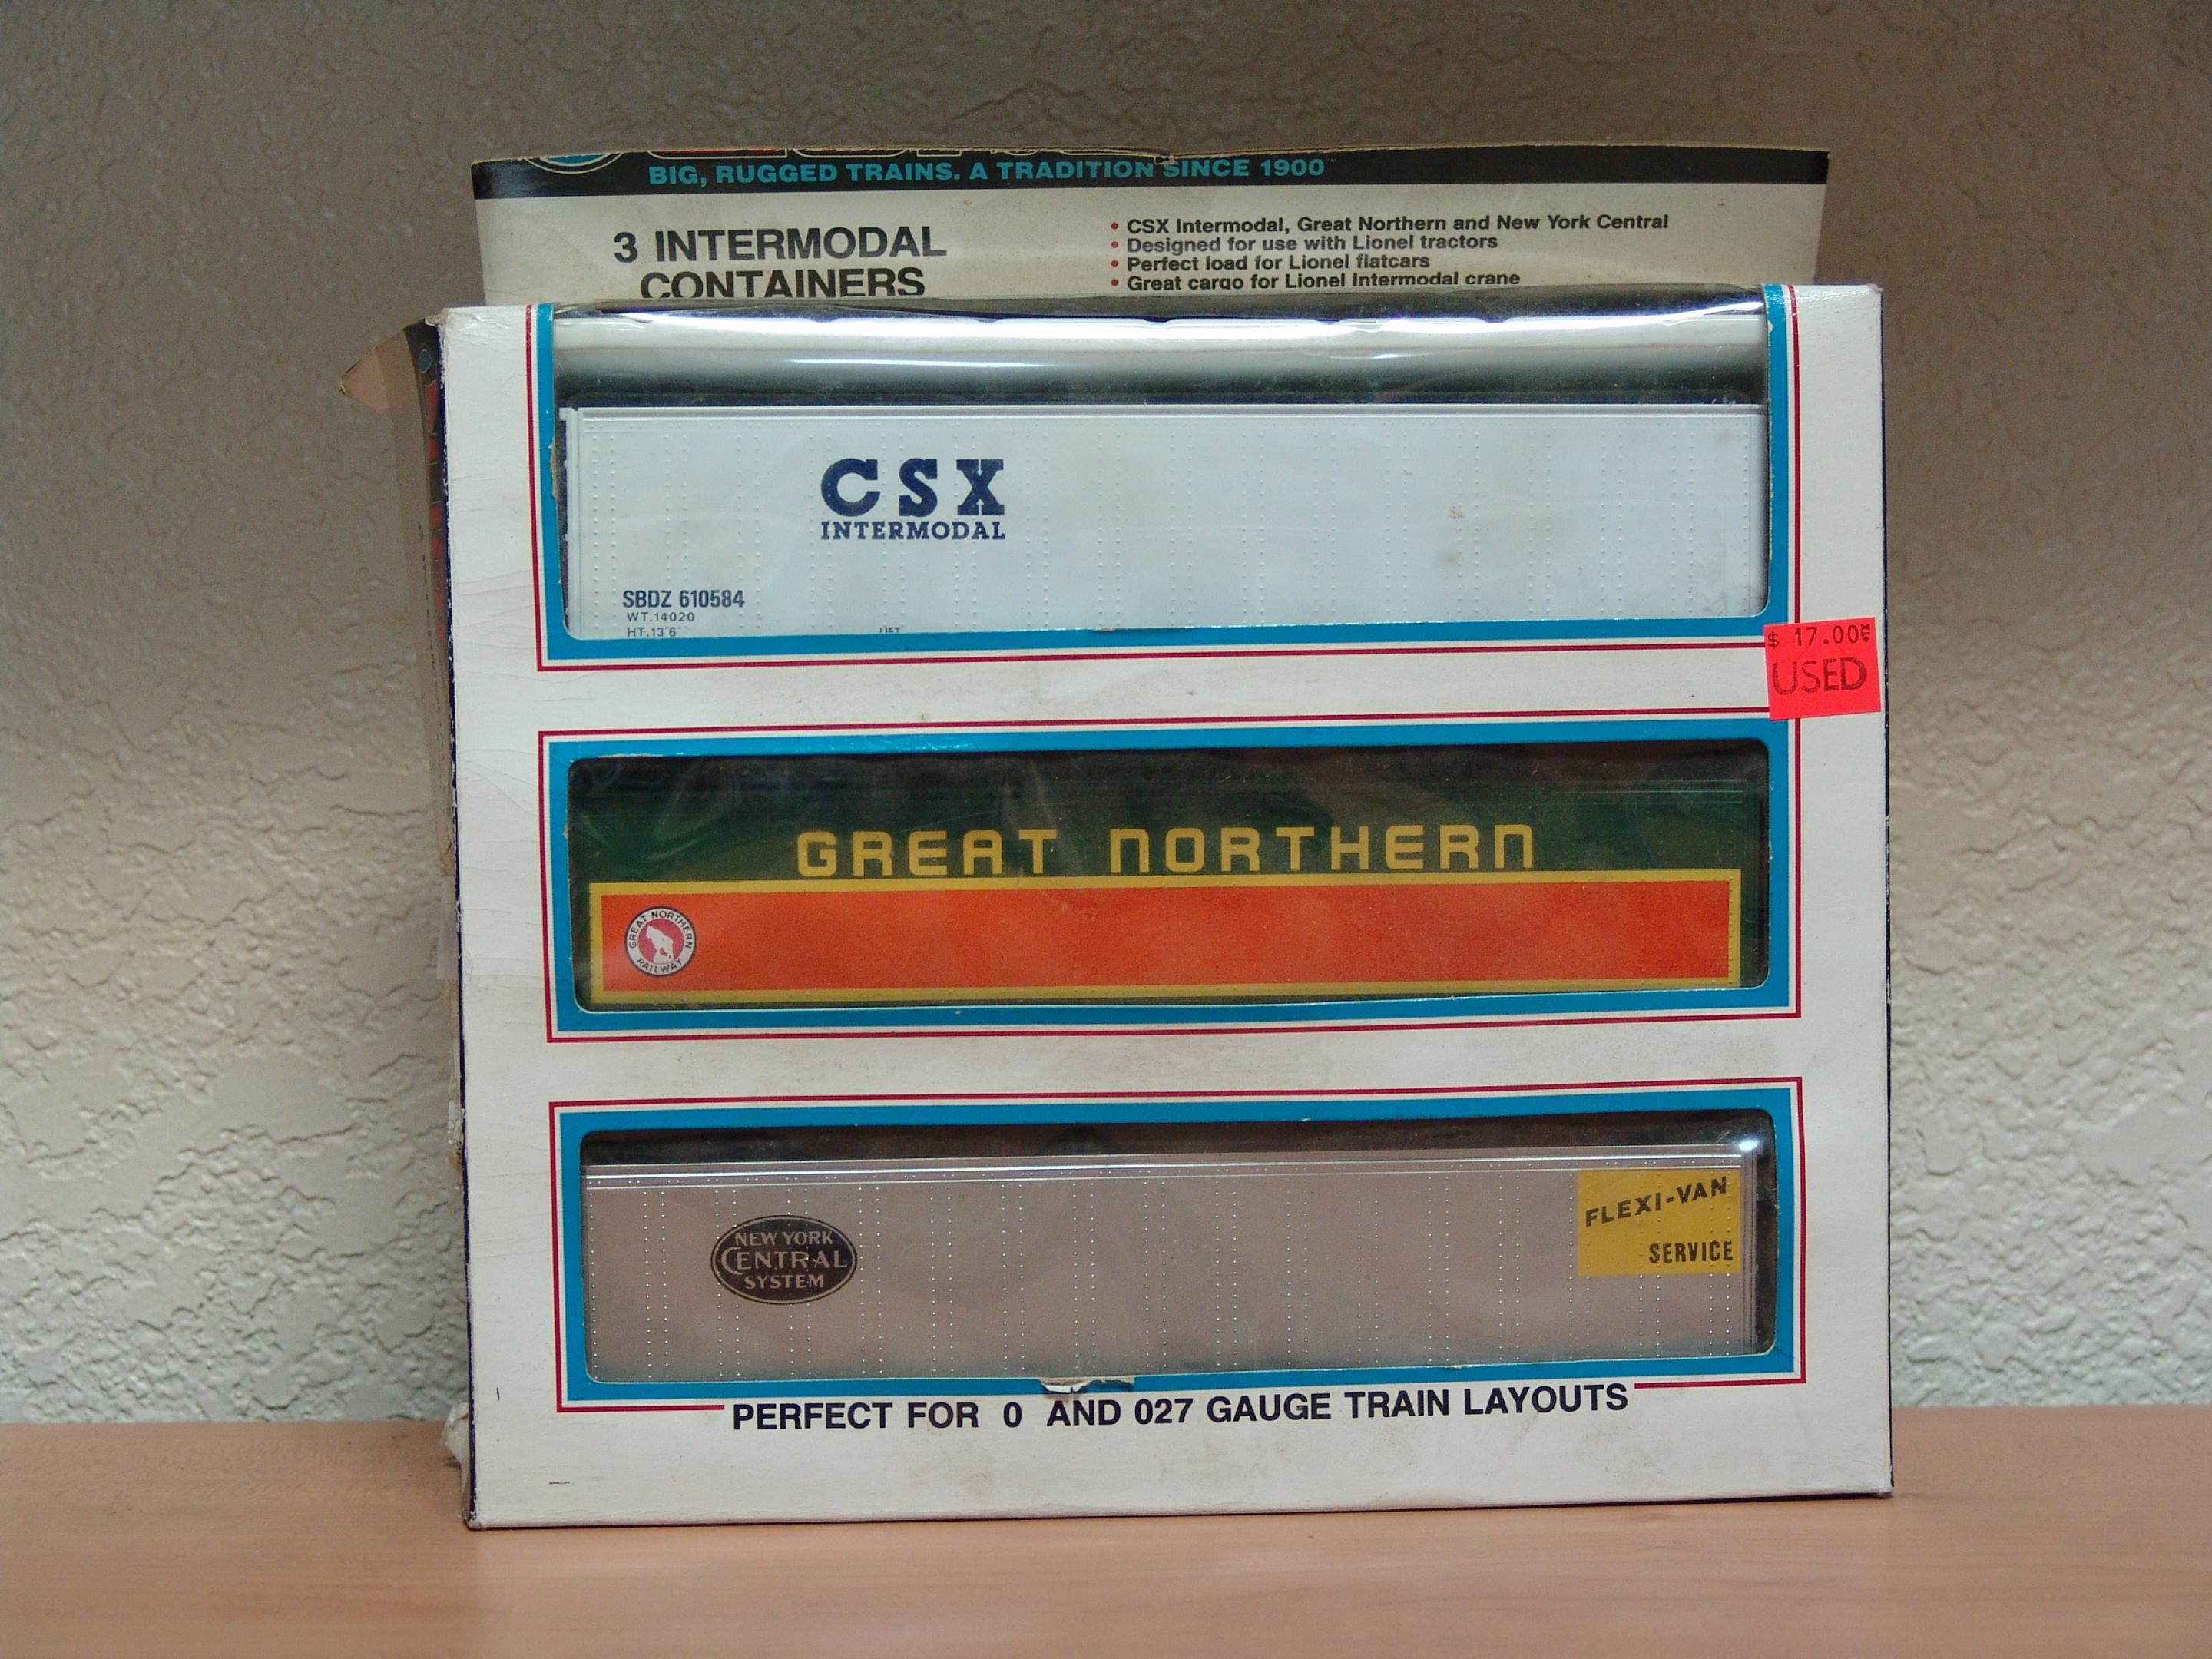 BIG, RUGGED TRAINS. A TRADITION SINCE 1900
3 INTERMODAL
CONTAINERS
• CSX Intermodal, Great Northern and New York Central
• Designed for use with Lionel tractors
• Perfect load for Lionel flatcars
• Great cargo for Lionel Intermodal crane
CSX
INTERMODAL
SBDZ 610584
WT.14020
HT.13'6"
$ 17.00
USED
GREAT NORTHERN
GREAT NORTHERN
RAILWAY
NEW YORK
CENTRAL
SYSTEM
FLEXI-VAN
SERVICE
PERFECT FOR 0 AND 027 GAUGE TRAIN LAYOUTS